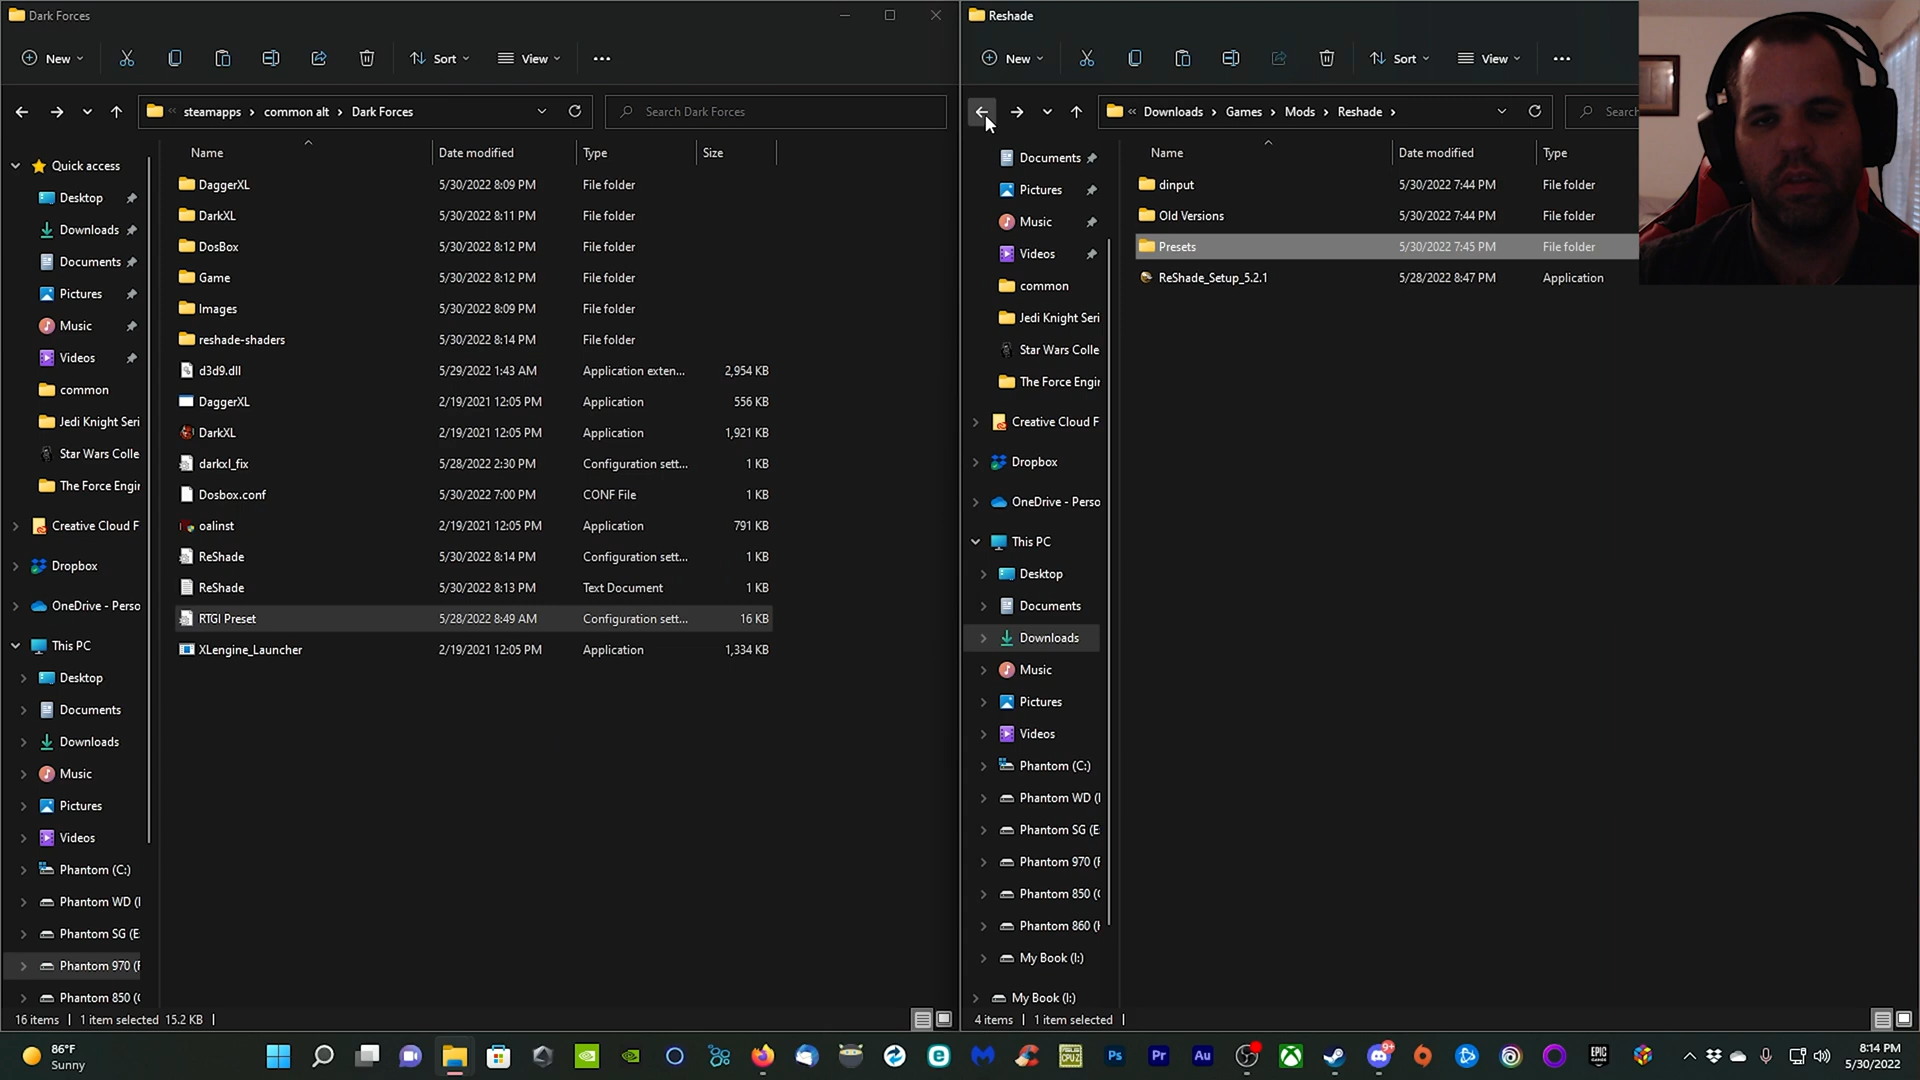 Dark Forces
New
Sort
View
steamapps > common alt > Dark Forces
Search Dark Forces
Name
Date modified
Type
Size
Quick access
Desktop
Downloads
Documents
Pictures
Music
Videos
common
Jedi Knight Seri
Star Wars Colle
The Force Engir
Creative Cloud F
Dropbox
OneDrive - Perso
This PC
Desktop
Documents
Downloads
Music
Pictures
Videos
Phantom (C:)
Phantom WD (I
Phantom SG (E
Phantom 970 (F
Phantom 850 (
DaggerXL 5/30/2022 8:09 PM File folder
DarkXL 5/30/2022 8:11 PM File folder
DosBox 5/30/2022 8:12 PM File folder
Game 5/30/2022 8:12 PM File folder
Images 5/30/2022 8:09 PM File folder
reshade-shaders 5/30/2022 8:14 PM File folder
d3d9.dll 5/29/2022 1:43 AM Application exten... 2,954 KB
DaggerXL 2/19/2021 12:05 PM Application 556 KB
DarkXL 2/19/2021 12:05 PM Application 1,921 KB
darkxl_fix 5/28/2022 2:30 PM Configuration sett... 1 KB
Dosbox.conf 5/30/2022 7:00 PM CONF File 1 KB
oalinst 2/19/2021 12:05 PM Application 791 KB
ReShade 5/30/2022 8:14 PM Configuration sett... 1 KB
ReShade 5/30/2022 8:13 PM Text Document 1 KB
RTGI Preset 5/28/2022 8:49 AM Configuration sett... 16 KB
XLengine_Launcher 2/19/2021 12:05 PM Application 1,334 KB
16 items | 1 item selected 15.2 KB |
Reshade
New
Sort
View
Downloads > Games > Mods > Reshade >
Search
Name
Date modified
Type
Documents
Pictures
Music
Videos
common
Jedi Knight Seri
Star Wars Colle
The Force Engir
Creative Cloud F
Dropbox
OneDrive - Perso
This PC
Desktop
Documents
Downloads
Music
Pictures
Videos
Phantom (C:)
Phantom WD (I
Phantom SG (E
Phantom 970 (F
Phantom 850 (
Phantom 860 (
My Book (I:)
My Book (I:)
dinput 5/30/2022 7:44 PM File folder
Old Versions 5/30/2022 7:44 PM File folder
Presets 5/30/2022 7:45 PM File folder
ReShade_Setup_5.2.1 5/28/2022 8:47 PM Application
4 items | 1 item selected |
86°F
Sunny
CPU-Z
Ps
Pr
Au
9+
EPIC
8:14 PM
5/30/2022